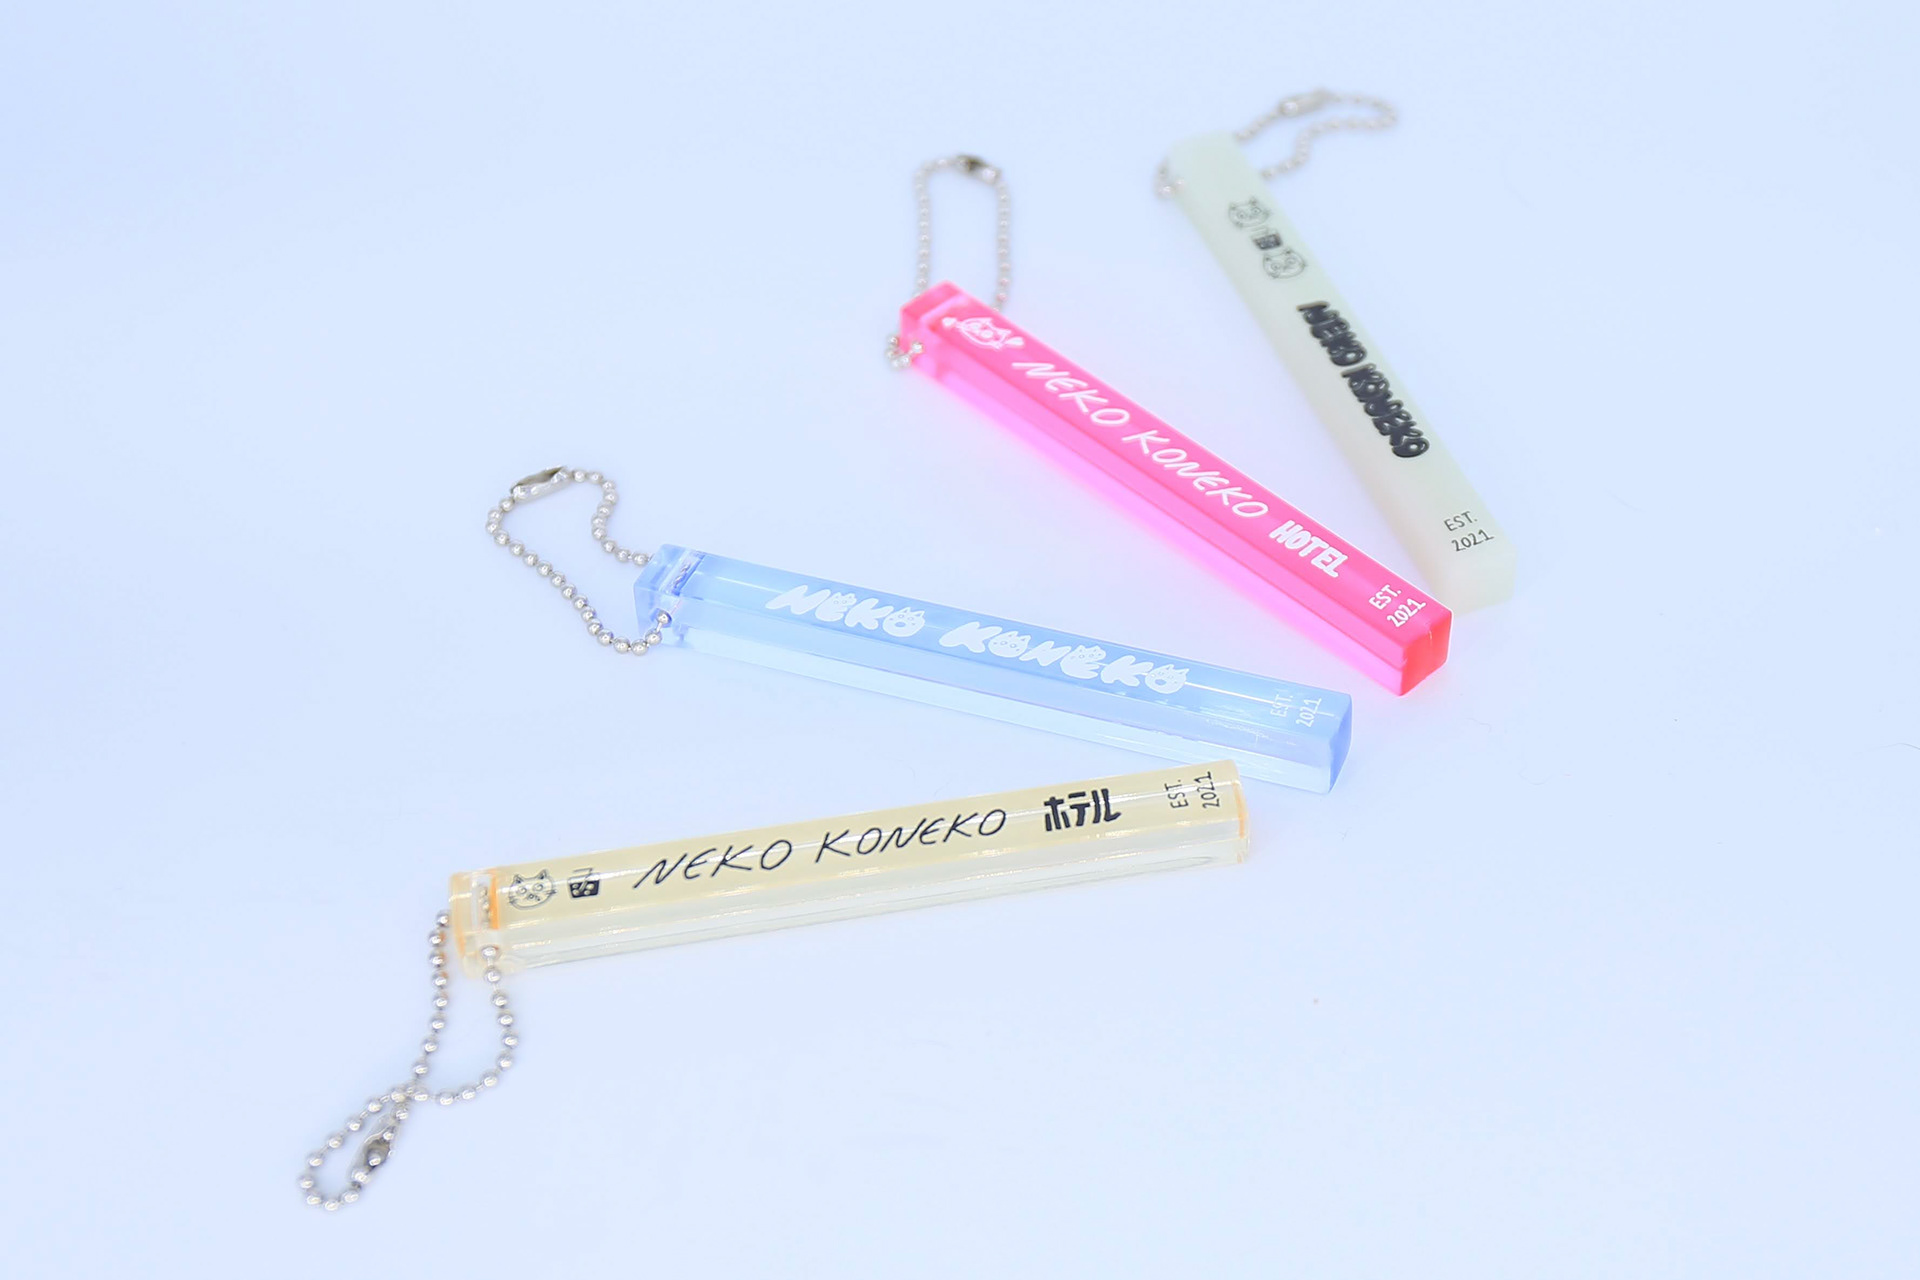 NEKO KONEKO
EST.
2021
NEKO KONEKO HOTEL
EST.
2021
NEKO KONEKO
EST.
2021
NEKO KONEKO ホテル
EST.
2021